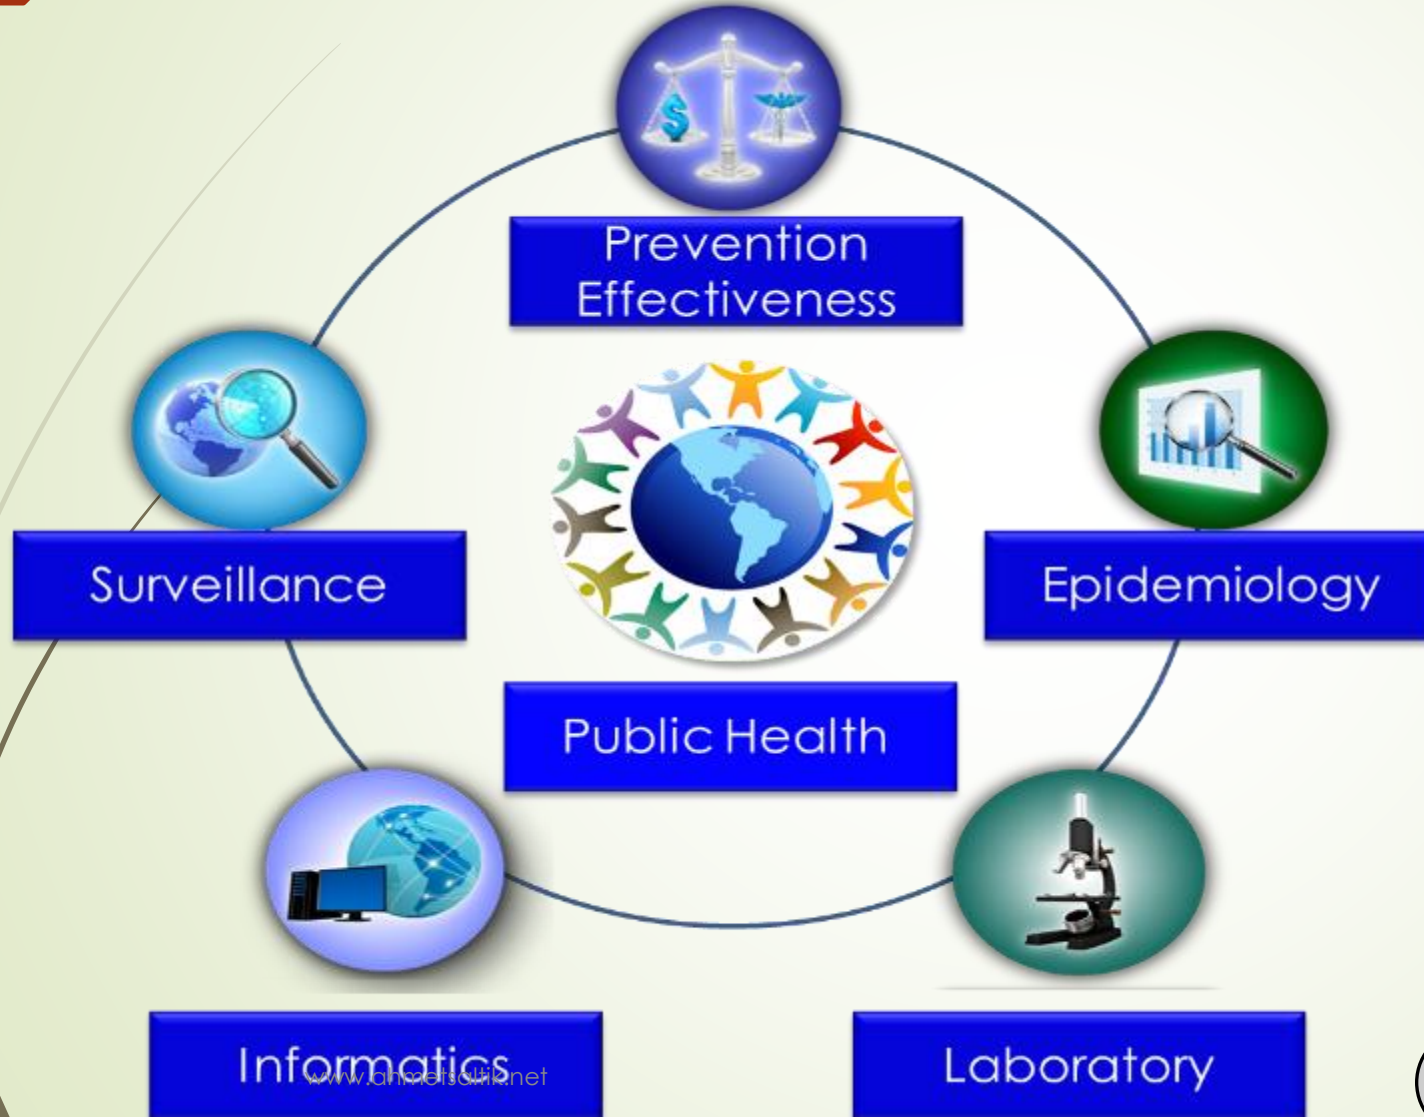 Prevention
Effectiveness
Surveillance
Epidemiology
Public Health
Informatics
www.ahmetsaltik.net
Laboratory